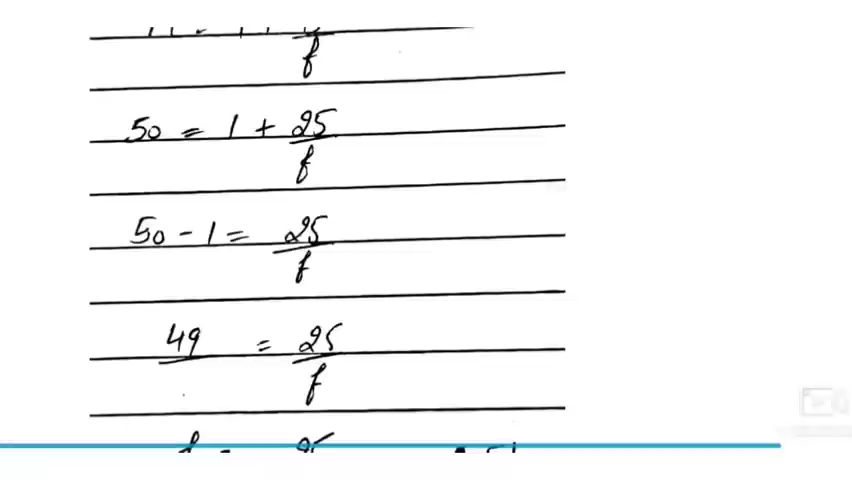 f
50 = 1 + 25
f
50 - 1 = 25
f
49 = 25
f